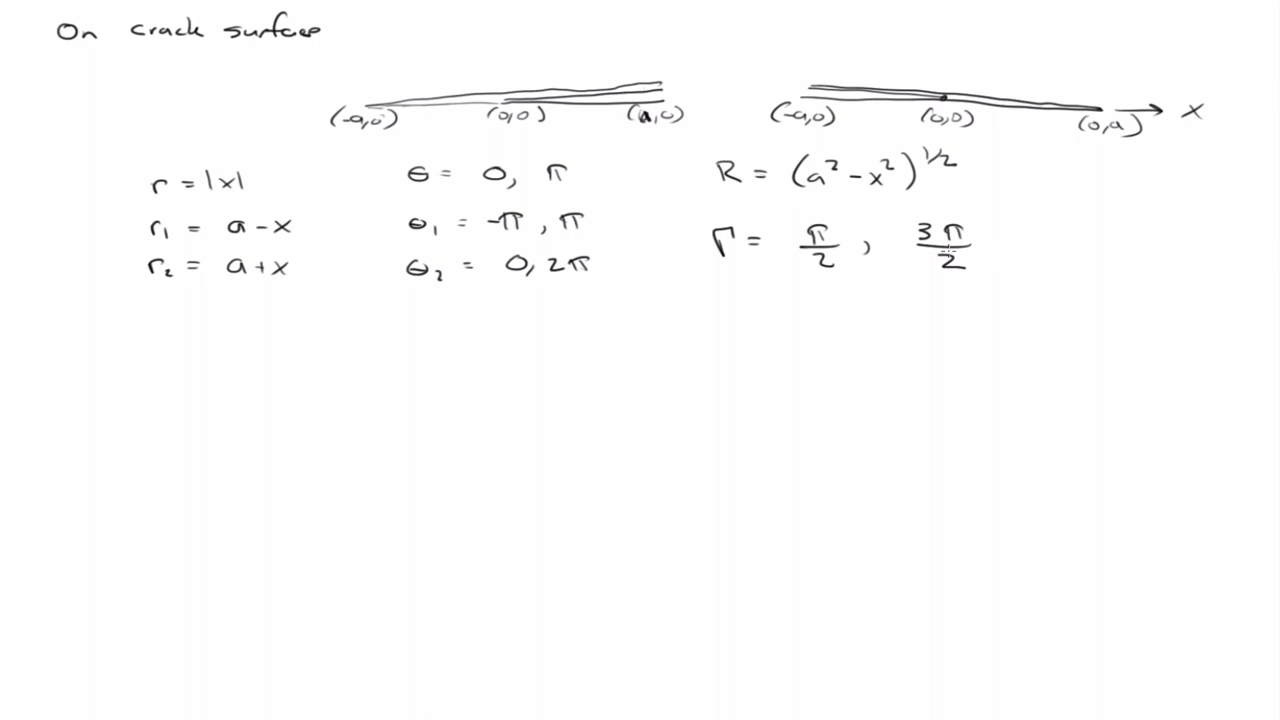 On crack surface
(-a,0) (0,0) (a,0) (-a,0) (0,0) (0,a) x
r = |x| θ = 0, π R = (a² - x²)^1/2
r₁ = a - x θ₁ = -π, π Γ = π/2, 3π/2
r₂ = a + x θ₂ = 0, 2π